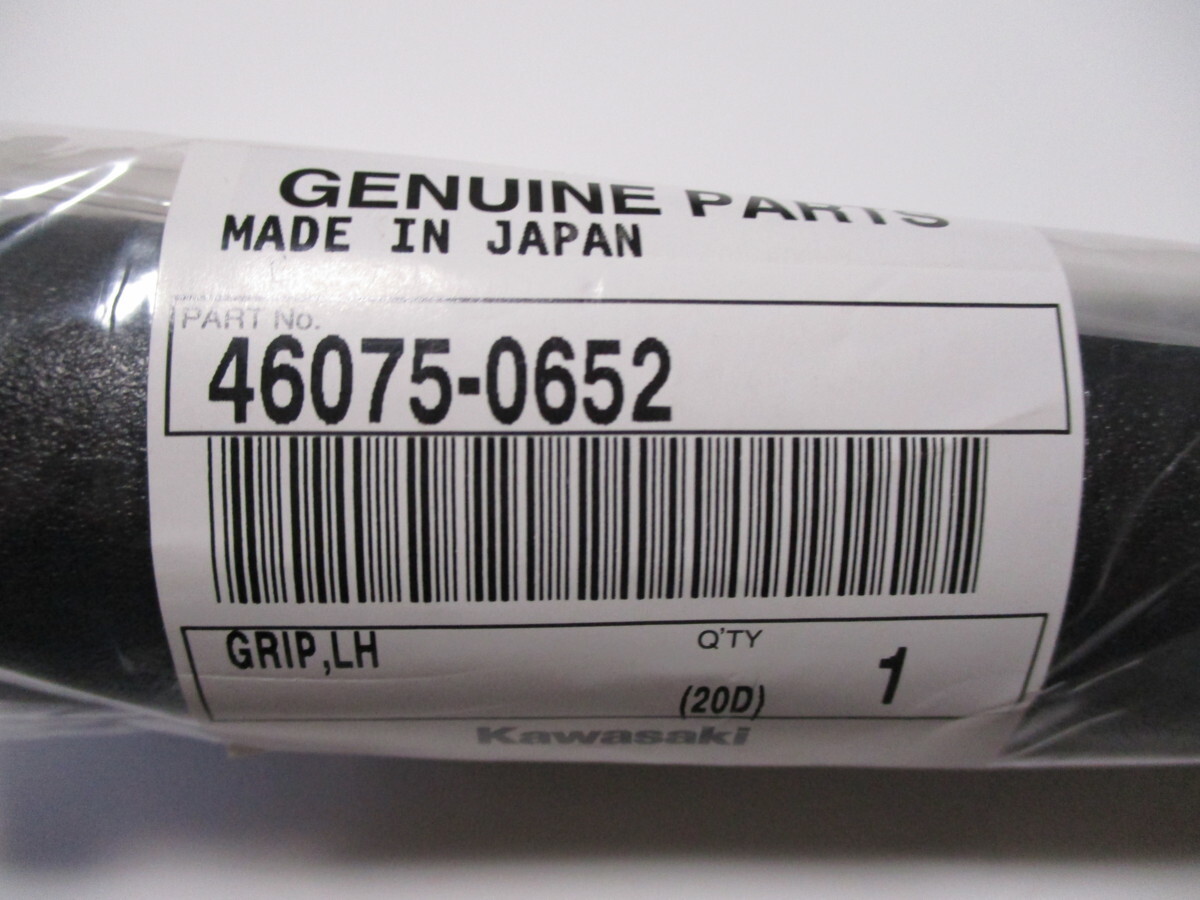 GENUINE PARTS
MADE IN JAPAN
PART No.
46075-0652
GRIP,LH
Q'TY
1
(20D)
Kawasaki